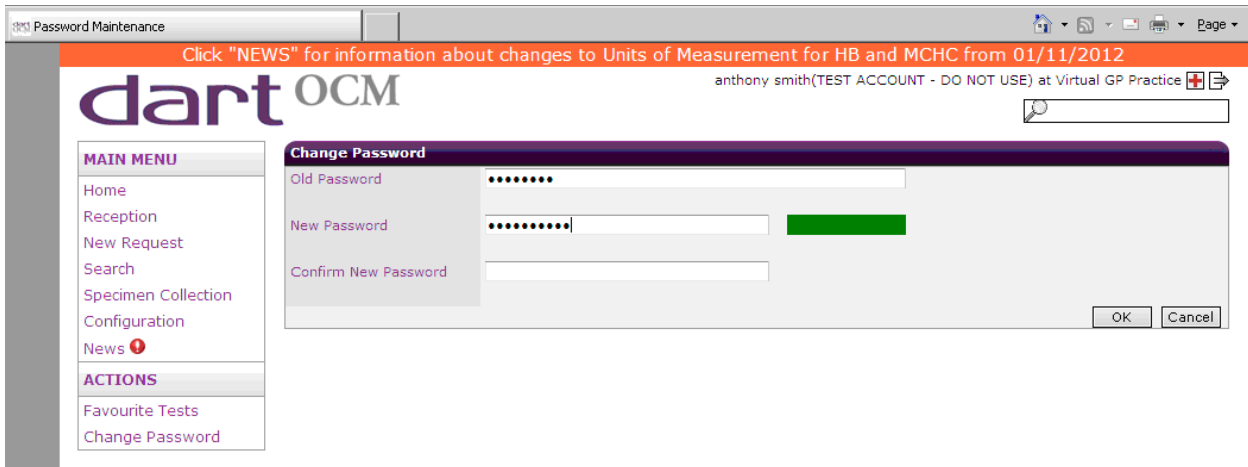 Password Maintenance
Page
Click "NEWS" for information about changes to Units of Measurement for HB and MCHC from 01/11/2012
dart OCM
anthony smith(TEST ACCOUNT - DO NOT USE) at Virtual GP Practice
MAIN MENU
Home
Reception
New Request
Search
Specimen Collection
Configuration
News
ACTIONS
Favourite Tests
Change Password
Change Password
Old Password ••••••••
New Password ••••••••••
Confirm New Password
OK Cancel